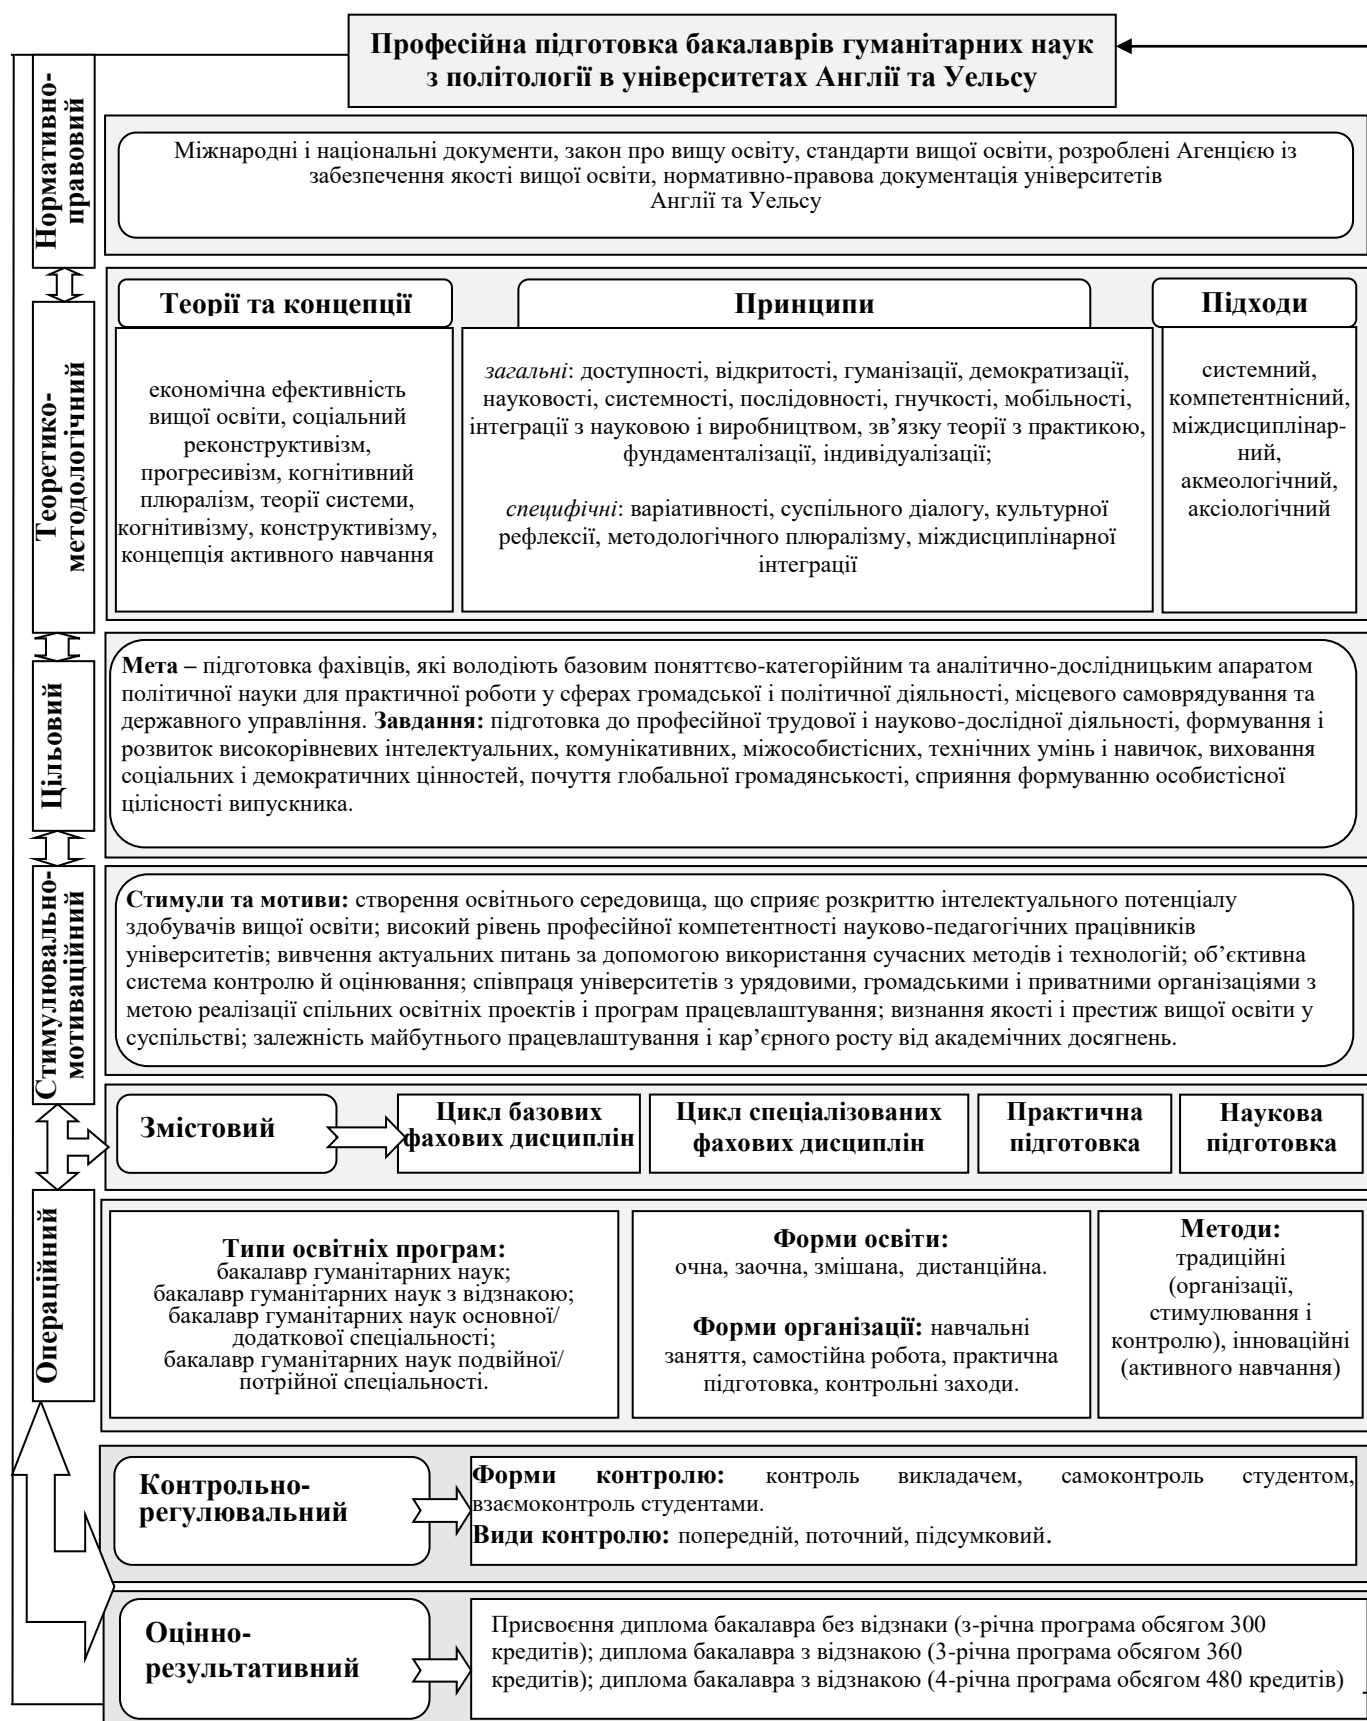 Професійна підготовка бакалаврів гуманітарних наук
з політології в університетах Англії та Уельсу
Нормативно-
правовий
Міжнародні і національні документи, закон про вищу освіту, стандарти вищої освіти, розроблені Агенцією із
забезпечення якості вищої освіти, нормативно-правова документація університетів
Англії та Уельсу
Теоретико-
методологічний
Теорії та концепції
економічна ефективність
вищої освіти, соціальний
реконструктивізм,
прогресивізм, когнітивний
плюралізм, теорії системи,
когнітивізму, конструктивізму,
концепція активного навчання
Принципи
загальні: доступності, відкритості, гуманізації, демократизації,
науковості, системності, послідовності, гнучкості, мобільності,
інтеграції з науковою і виробництвом, зв’язку теорії з практикою,
фундаменталізації, індивідуалізації;
специфічні: варіативності, суспільного діалогу, культурної
рефлексії, методологічного плюралізму, міждисциплінарної
інтеграції
Підходи
системний,
компетентнісний,
міждисциплінар-
ний,
акмеологічний,
аксіологічний
Цільовий
Мета – підготовка фахівців, які володіють базовим поняттєво-категорійним та аналітично-дослідницьким апаратом
політичної науки для практичної роботи у сферах громадської і політичної діяльності, місцевого самоврядування та
державного управління. Завдання: підготовка до професійної трудової і науково-дослідної діяльності, формування і
розвиток високорівневих інтелектуальних, комунікативних, міжособистісних, технічних умінь і навичок, виховання
соціальних і демократичних цінностей, почуття глобальної громадянськості, сприяння формуванню особистісної
цілісності випускника.
Стимулювально-
мотиваційний
Стимули та мотиви: створення освітнього середовища, що сприяє розкриттю інтелектуального потенціалу
здобувачів вищої освіти; високий рівень професійної компетентності науково-педагогічних працівників
університетів; вивчення актуальних питань за допомогою використання сучасних методів і технологій; об’єктивна
система контролю й оцінювання; співпраця університетів з урядовими, громадськими і приватними організаціями з
метою реалізації спільних освітніх проектів і програм працевлаштування; визнання якості і престиж вищої освіти у
суспільстві; залежність майбутнього працевлаштування і кар’єрного росту від академічних досягнень.
Змістовий
Цикл базових
фахових дисциплін
Цикл спеціалізованих
фахових дисциплін
Практична
підготовка
Наукова
підготовка
Операційний
Типи освітніх програм:
бакалавр гуманітарних наук;
бакалавр гуманітарних наук з відзнакою;
бакалавр гуманітарних наук основної/
додаткової спеціальності;
бакалавр гуманітарних наук подвійної/
потрійної спеціальності.
Форми освіти:
очна, заочна, змішана, дистанційна.
Форми організації: навчальні
заняття, самостійна робота, практична
підготовка, контрольні заходи.
Методи:
традиційні
(організації,
стимулювання і
контролю), інноваційні
(активного навчання)
Контрольно-
регулювальний
Форми контролю: контроль викладачем, самоконтроль студентом,
взаємоконтроль студентами.
Види контролю: попередній, поточний, підсумковий.
Оцінно-
результативний
Присвоєння диплома бакалавра без відзнаки (з-річна програма обсягом 300
кредитів); диплома бакалавра з відзнакою (3-річна програма обсягом 360
кредитів); диплома бакалавра з відзнакою (4-річна програма обсягом 480 кредитів)